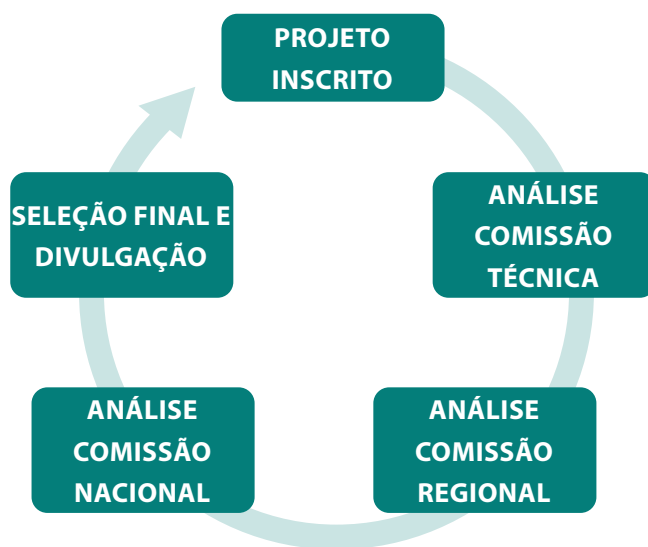 PROJETO
INSCRITO
ANÁLISE
COMISSÃO
TÉCNICA
ANÁLISE
COMISSÃO
REGIONAL
ANÁLISE
COMISSÃO
NACIONAL
SELEÇÃO FINAL E
DIVULGAÇÃO